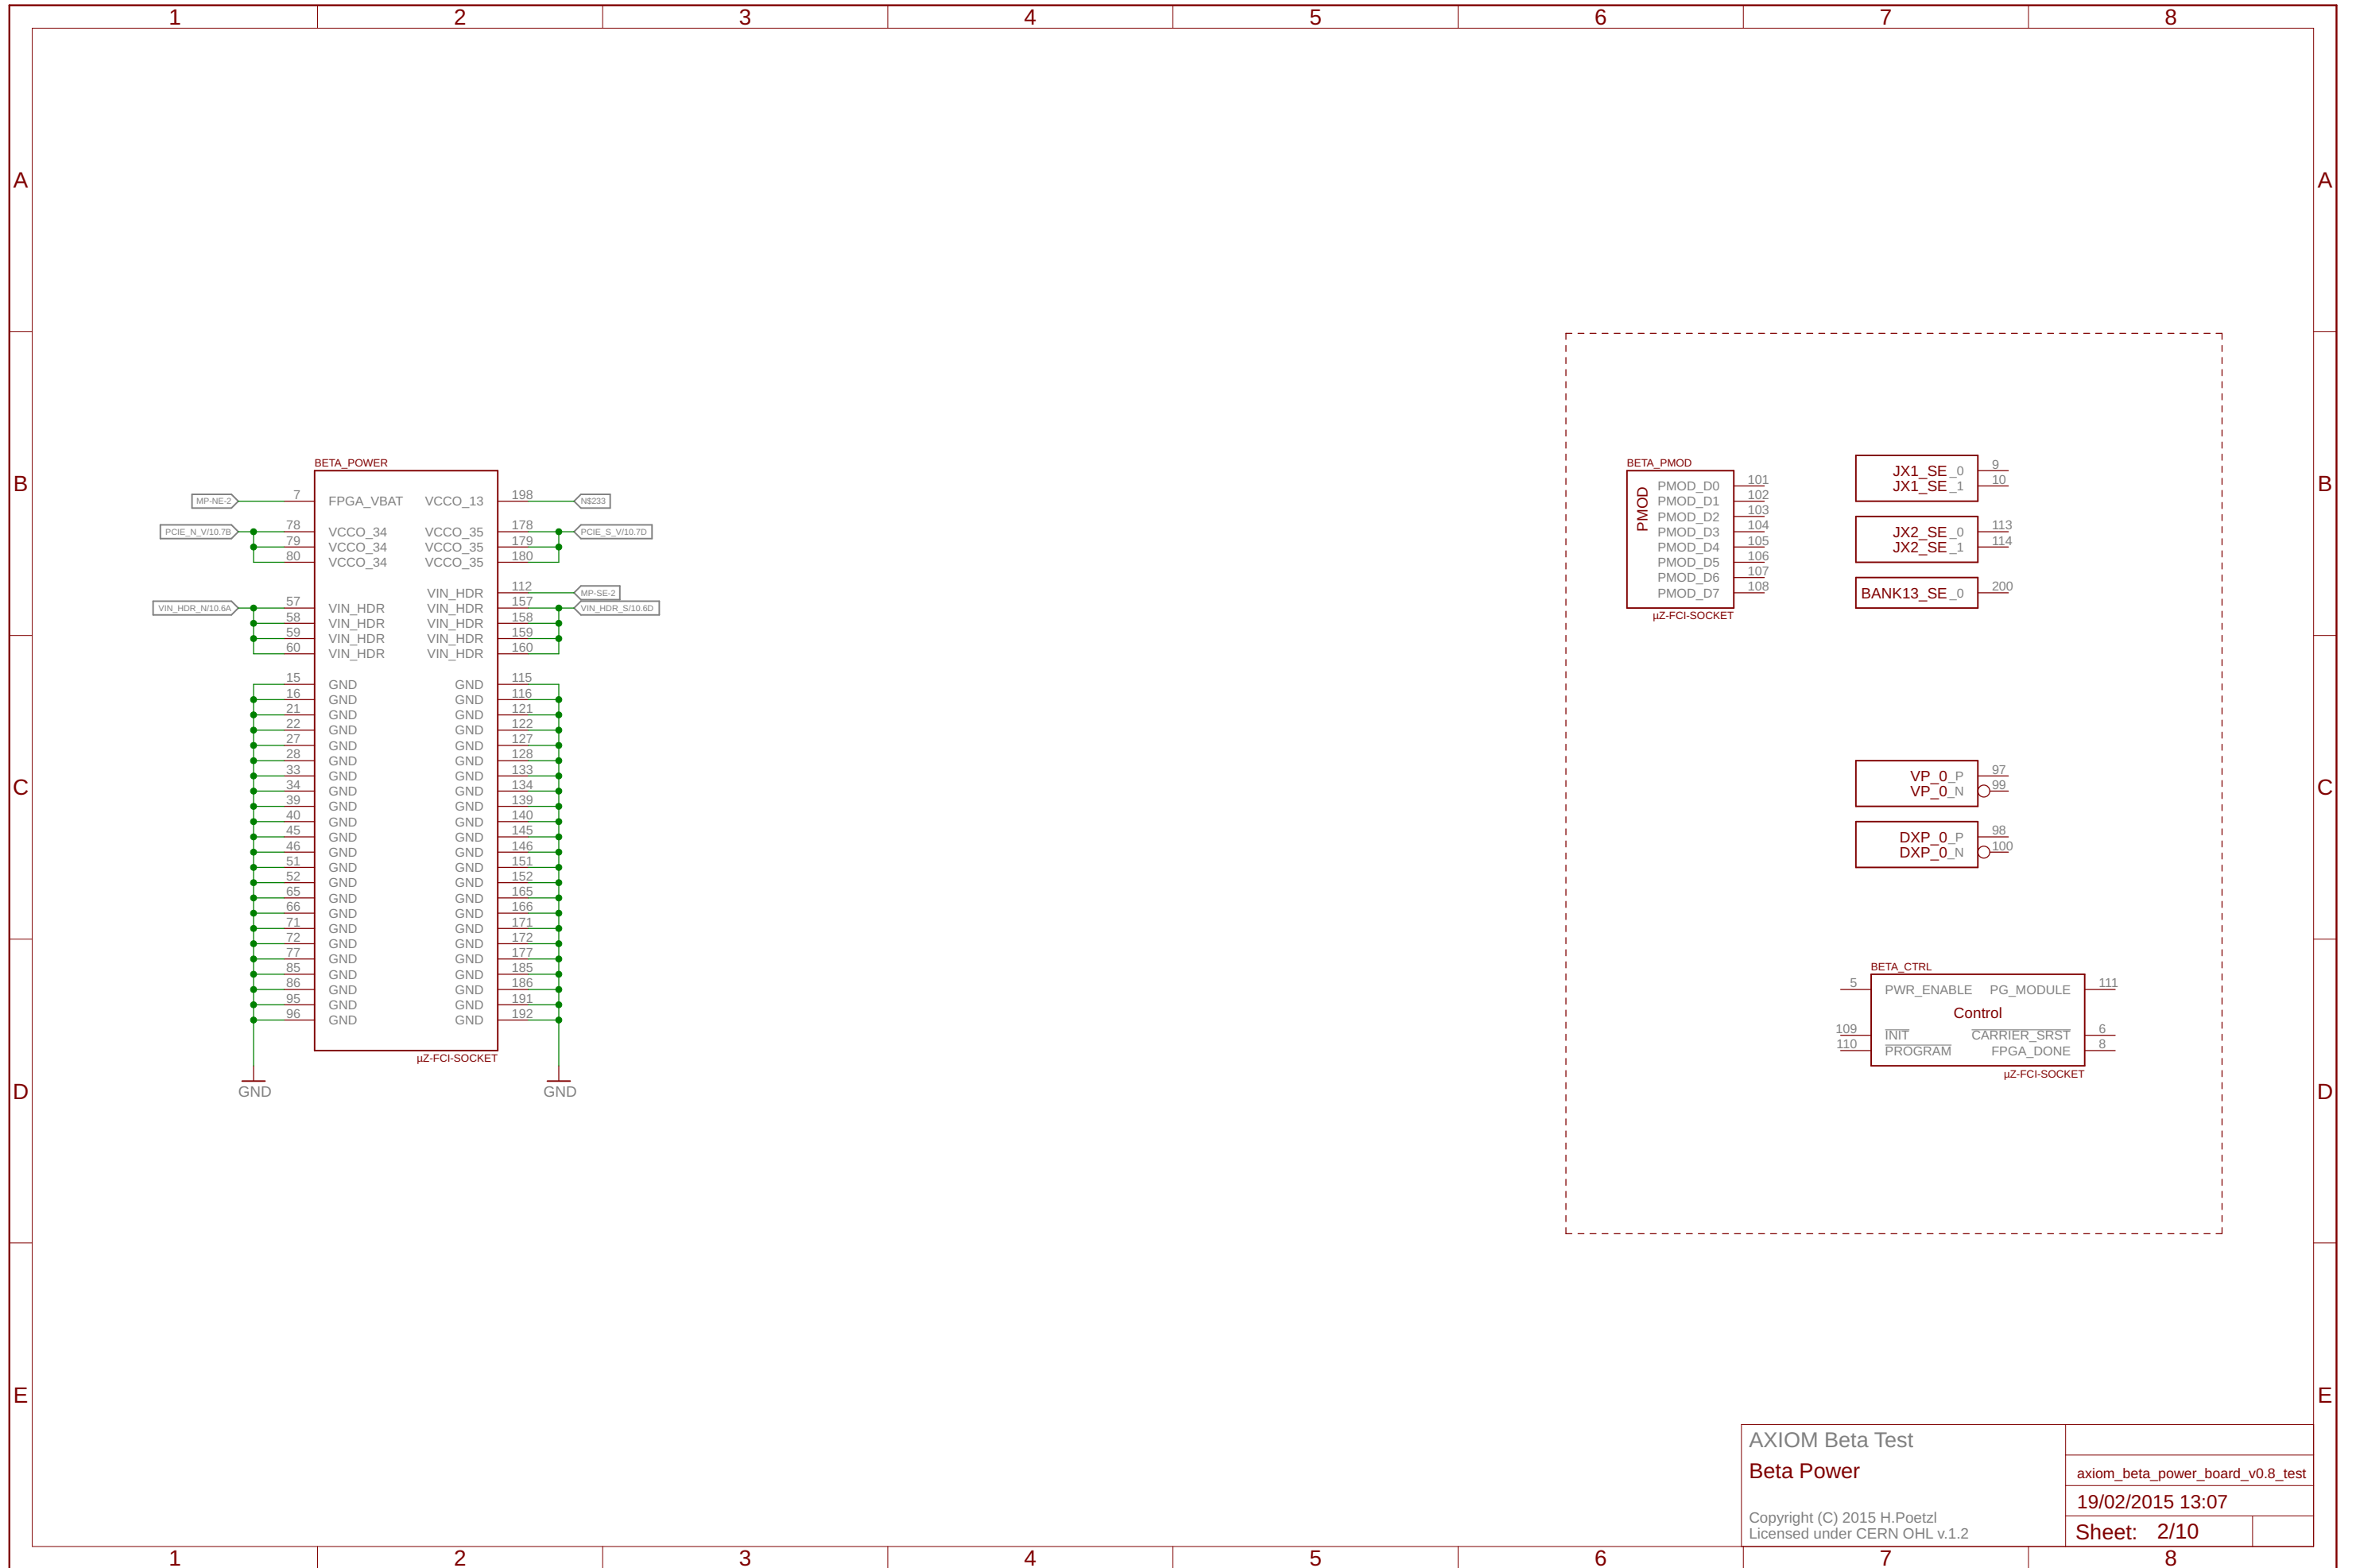 1 2 3 4 5 6 7 8
A A
B B
C C
D D
E E
BETA_POWER
MP-NE-2 7 FPGA_VBAT VCCO_13 198 N$233
PCIE_N_V/10.7B 78 VCCO_34 VCCO_35 178 PCIE_S_V/10.7D
79 VCCO_34 VCCO_35 179
80 VCCO_34 VCCO_35 180
VIN_HDR 112 MP-SE-2
VIN_HDR_N/10.6A 57 VIN_HDR VIN_HDR 157 VIN_HDR_S/10.6D
58 VIN_HDR VIN_HDR 158
59 VIN_HDR VIN_HDR 159
60 VIN_HDR VIN_HDR 160
15 GND GND 115
16 GND GND 116
21 GND GND 121
22 GND GND 122
27 GND GND 127
28 GND GND 128
33 GND GND 133
34 GND GND 134
39 GND GND 139
40 GND GND 140
45 GND GND 145
46 GND GND 146
51 GND GND 151
52 GND GND 152
65 GND GND 165
66 GND GND 166
71 GND GND 171
72 GND GND 172
77 GND GND 177
85 GND GND 185
86 GND GND 186
95 GND GND 191
96 GND GND 192
µZ-FCI-SOCKET
GND GND
BETA_PMOD
PMOD
PMOD_D0 101
PMOD_D1 102
PMOD_D2 103
PMOD_D3 104
PMOD_D4 105
PMOD_D5 106
PMOD_D6 107
PMOD_D7 108
µZ-FCI-SOCKET
JX1_SE_0 9
JX1_SE_1 10
JX2_SE_0 113
JX2_SE_1 114
BANK13_SE_0 200
VP_0_P 97
VP_0_N 99
DXP_0_P 98
DXP_0_N 100
BETA_CTRL
5 PWR_ENABLE PG_MODULE 111
Control
109 INIT CARRIER_SRST 6
110 PROGRAM FPGA_DONE 8
µZ-FCI-SOCKET
AXIOM Beta Test
Beta Power
Copyright (C) 2015 H.Poetzl
Licensed under CERN OHL v.1.2
axiom_beta_power_board_v0.8_test
19/02/2015 13:07
Sheet: 2/10
1 2 3 4 5 6 7 8